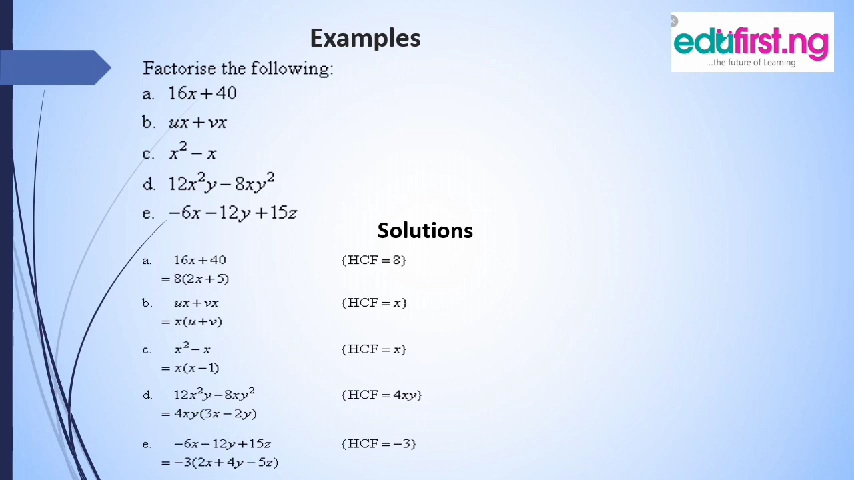 Examples
edufirst.ng
...the future of Learning
Factorise the following:
a. 16x + 40
b. ux + vx
c. x² − x
d. 12x²y − 8xy²
e. −6x − 12y + 15z
Solutions
a. 16x + 40 {HCF = 8}
= 8(2x + 5)
b. ux + vx {HCF = x}
= x(u + v)
c. x² − x {HCF = x}
= x(x − 1)
d. 12x²y − 8xy² {HCF = 4xy}
= 4xy(3x − 2y)
e. −6x − 12y + 15z {HCF = −3}
= −3(2x + 4y − 5z)